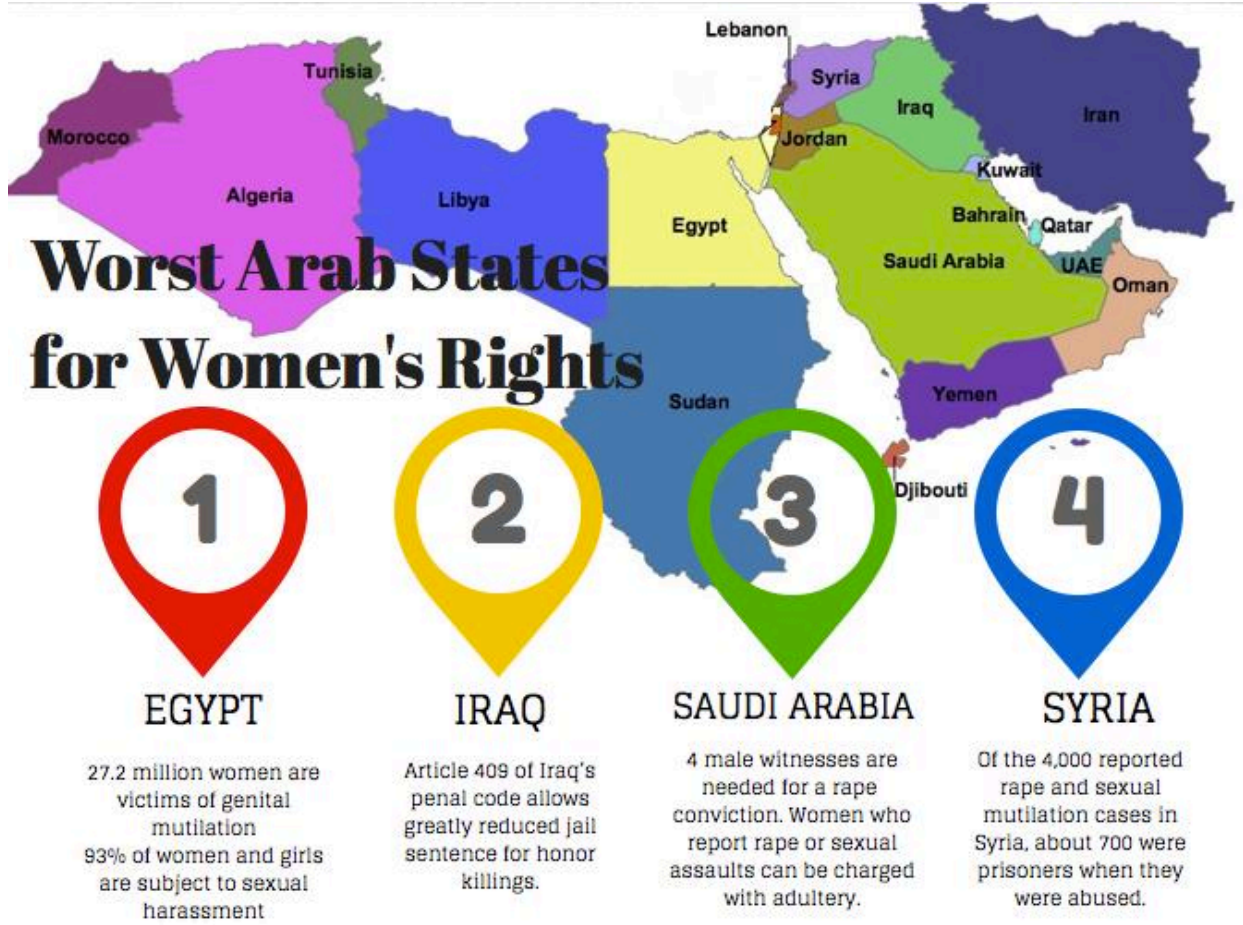 Lebanon
Syria
Tunisia
Iraq
Iran
Morocco
Jordan
Kuwait
Algeria
Libya
Egypt
Bahrain
Qatar
Saudi Arabia
UAE
Oman
Worst Arab States
for Women's Rights
Sudan
Yemen
Djibouti
1
2
3
4
EGYPT
27.2 million women are
victims of genital
mutilation
93% of women and girls
are subject to sexual
harassment
IRAQ
Article 409 of Iraq's
penal code allows
greatly reduced jail
sentence for honor
killings.
SAUDI ARABIA
4 male witnesses are
needed for a rape
conviction. Women who
report rape or sexual
assaults can be charged
with adultery.
SYRIA
Of the 4,000 reported
rape and sexual
mutilation cases in
Syria, about 700 were
prisoners when they
were abused.